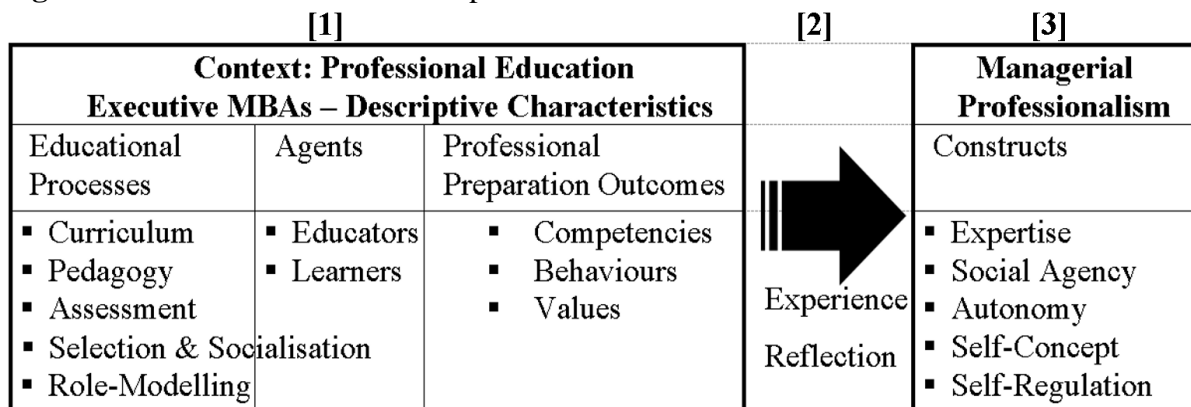 [1] [2] [3]
Context: Professional Education
Executive MBAs – Descriptive Characteristics
Managerial
Professionalism
Educational
Processes
Agents
Professional
Preparation Outcomes
Constructs
▪ Curriculum
▪ Pedagogy
▪ Assessment
▪ Selection & Socialisation
▪ Role-Modelling
▪ Educators
▪ Learners
▪ Competencies
▪ Behaviours
▪ Values
Experience
Reflection
▪ Expertise
▪ Social Agency
▪ Autonomy
▪ Self-Concept
▪ Self-Regulation